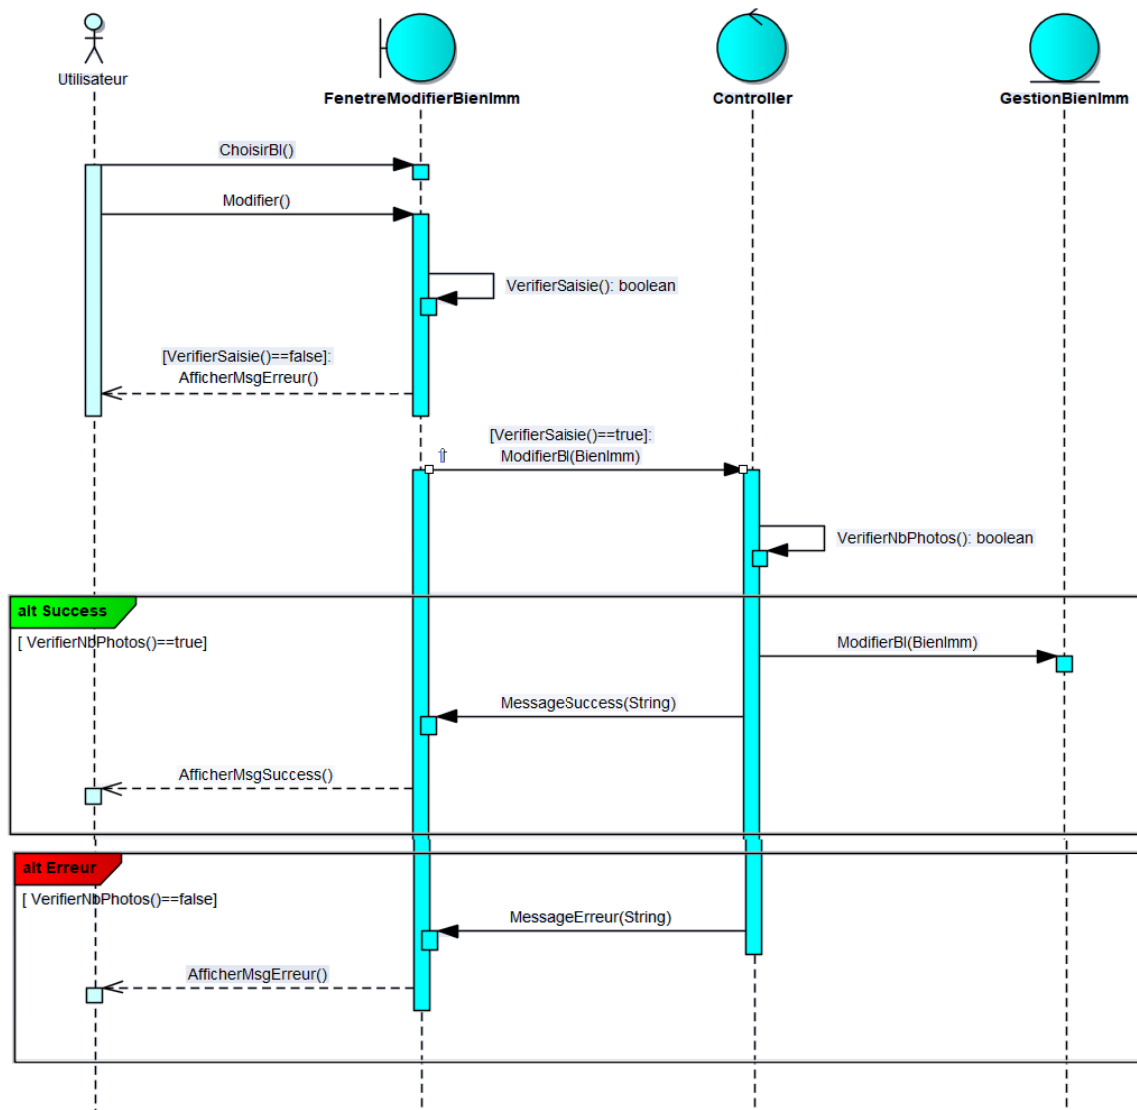 Utilisateur
FenetreModifierBienImm
Controller
GestionBienImm
ChoisirBI()
Modifier()
VerifierSaisie(): boolean
[VerifierSaisie()==false]:
AfficherMsgErreur()
[VerifierSaisie()==true]:
ModifierBI(BienImm)
VerifierNbPhotos(): boolean
alt Success
[ VerifierNbPhotos()==true]
ModifierBI(BienImm)
MessageSuccess(String)
AfficherMsgSuccess()
alt Erreur
[ VerifierNbPhotos()==false]
MessageErreur(String)
AfficherMsgErreur()